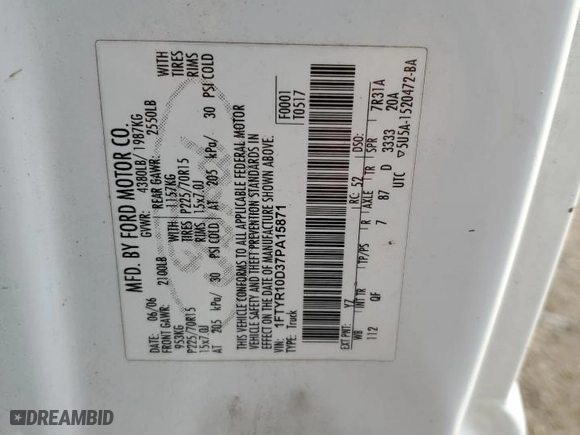 MFD. BY FORD MOTOR CO.
DATE: 06/06 GVWR: 4380LB/1987KG
FRONT GAWR: 2100LB REAR GAWR: 2550LB
953KG 1157KG WITH
P225/70R15 TIRES P225/70R15 TIRES
15x7.0J RIMS 15x7.0J RIMS
AT 205 kPa/ 30 PSI COLD AT 205 kPa/ 30 PSI COLD
THIS VEHICLE CONFORMS TO ALL APPLICABLE FEDERAL MOTOR
VEHICLE SAFETY AND THEFT PREVENTION STANDARDS IN
EFFECT ON THE DATE OF MANUFACTURE SHOWN ABOVE.
VIN: 1FTYR10D37PA15871 F0001
TYPE: Truck T0517
EXT PNT: YZ RC: 52 DSO:
WB INT TR TP/PS R AXLE TR SPR 7R31A
112 QF 7 87 D 3333 20A
UTC ▽5U5A-1520472-BA
DREAMBID